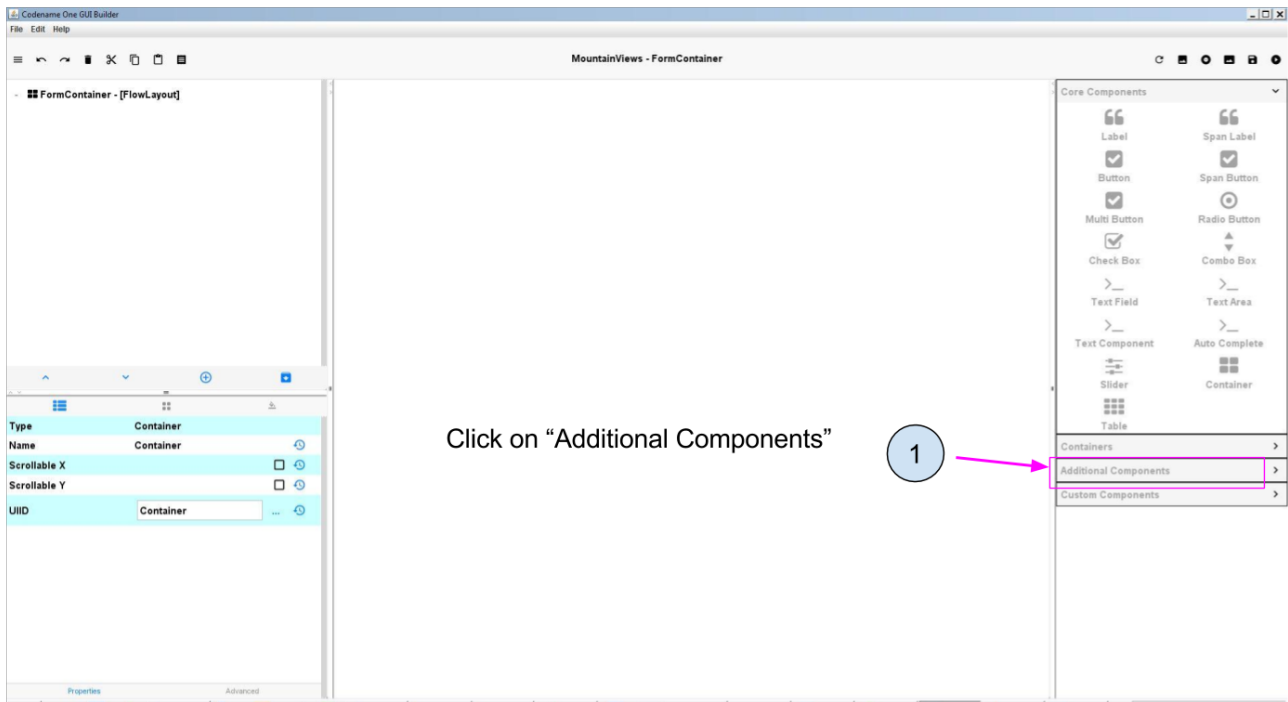 Codename One GUI Builder
File Edit Help
MountainViews - FormContainer
FormContainer - [FlowLayout]
Type Container
Name Container
Scrollable X
Scrollable Y
UIID Container ...
Properties Advanced
Click on “Additional Components”
1
Core Components
Label Span Label
Button Span Button
Multi Button Radio Button
Check Box Combo Box
Text Field Text Area
Text Component Auto Complete
Slider Container
Table
Containers
Additional Components
Custom Components